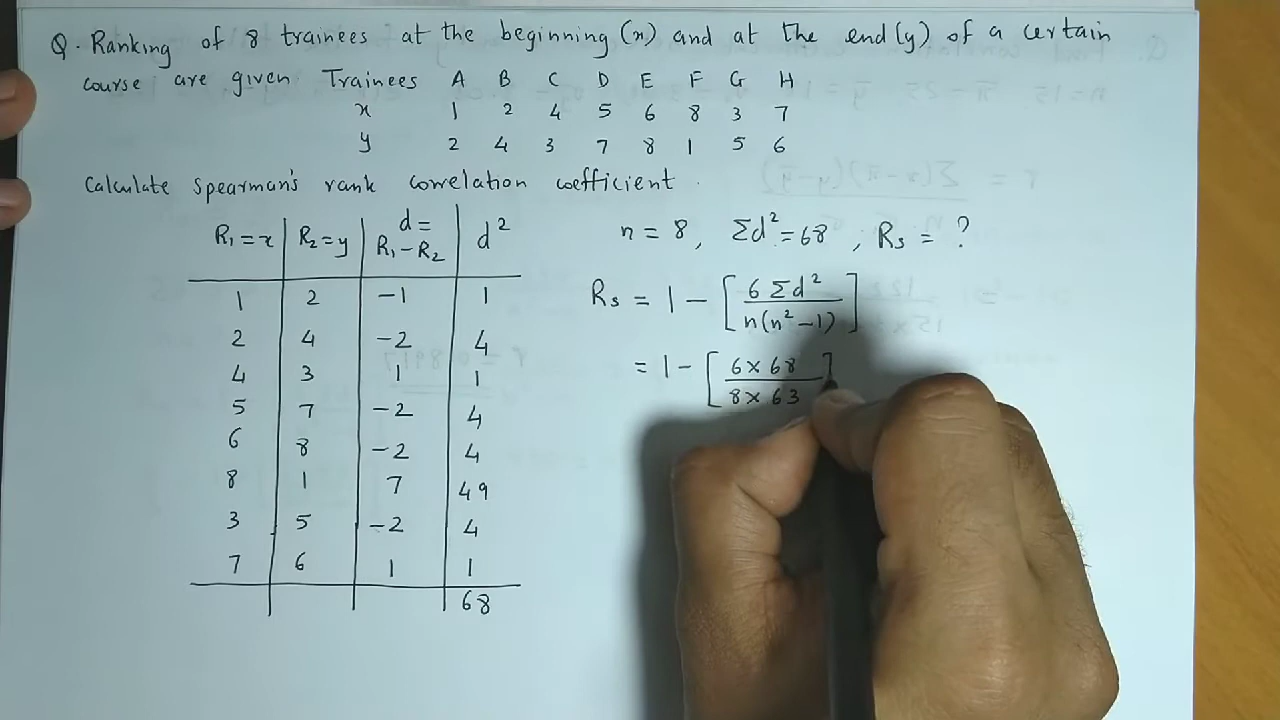 Q. Ranking of 8 trainees at the beginning (x) and at the end (y) of a certain
course are given Trainees A B C D E F G H
x 1 2 4 5 6 8 3 7
y 2 4 3 7 8 1 5 6
Calculate Spearman's rank correlation coefficient.
R₁=x R₂=y d=R₁-R₂ d²
1 2 -1 1
2 4 -2 4
4 3 1 1
5 7 -2 4
6 8 -2 4
8 1 7 49
3 5 -2 4
7 6 1 1
68
n = 8, Σd²=68, Rs = ?
Rs = 1 - [6 Σd² / n(n²-1)]
= 1 - [6×68 / 8×63]